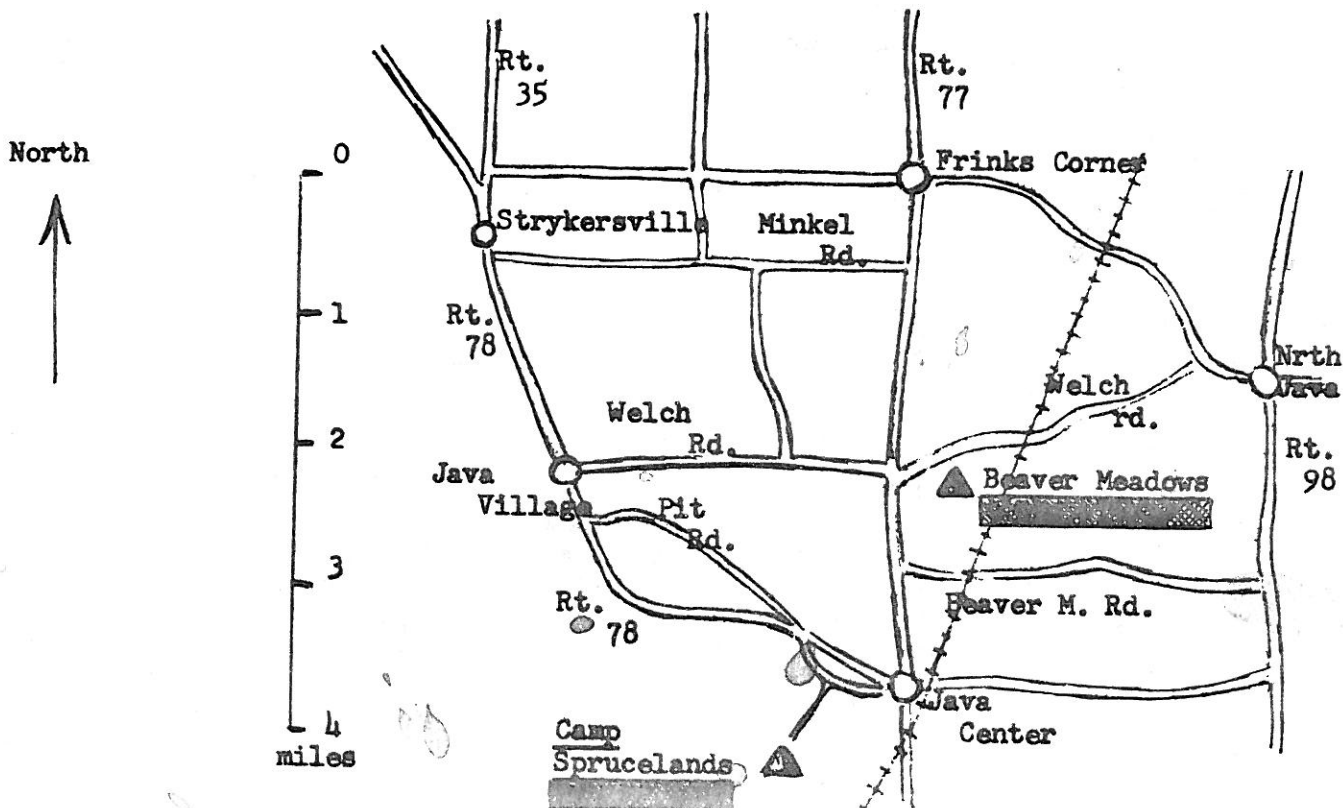 Rt.
35
Rt.
77
North
0
Frinks Corner
Strykersvill
Minkel
Rd.
1
Rt.
78
Nrth
Java
Welch
rd.
Welch
Rd.
2
Rt.
98
Java
Village
Beaver Meadows
Pit
Rd.
3
Rt.
78
Beaver M. Rd.
4
miles
Java
Center
Camp
Sprucelands